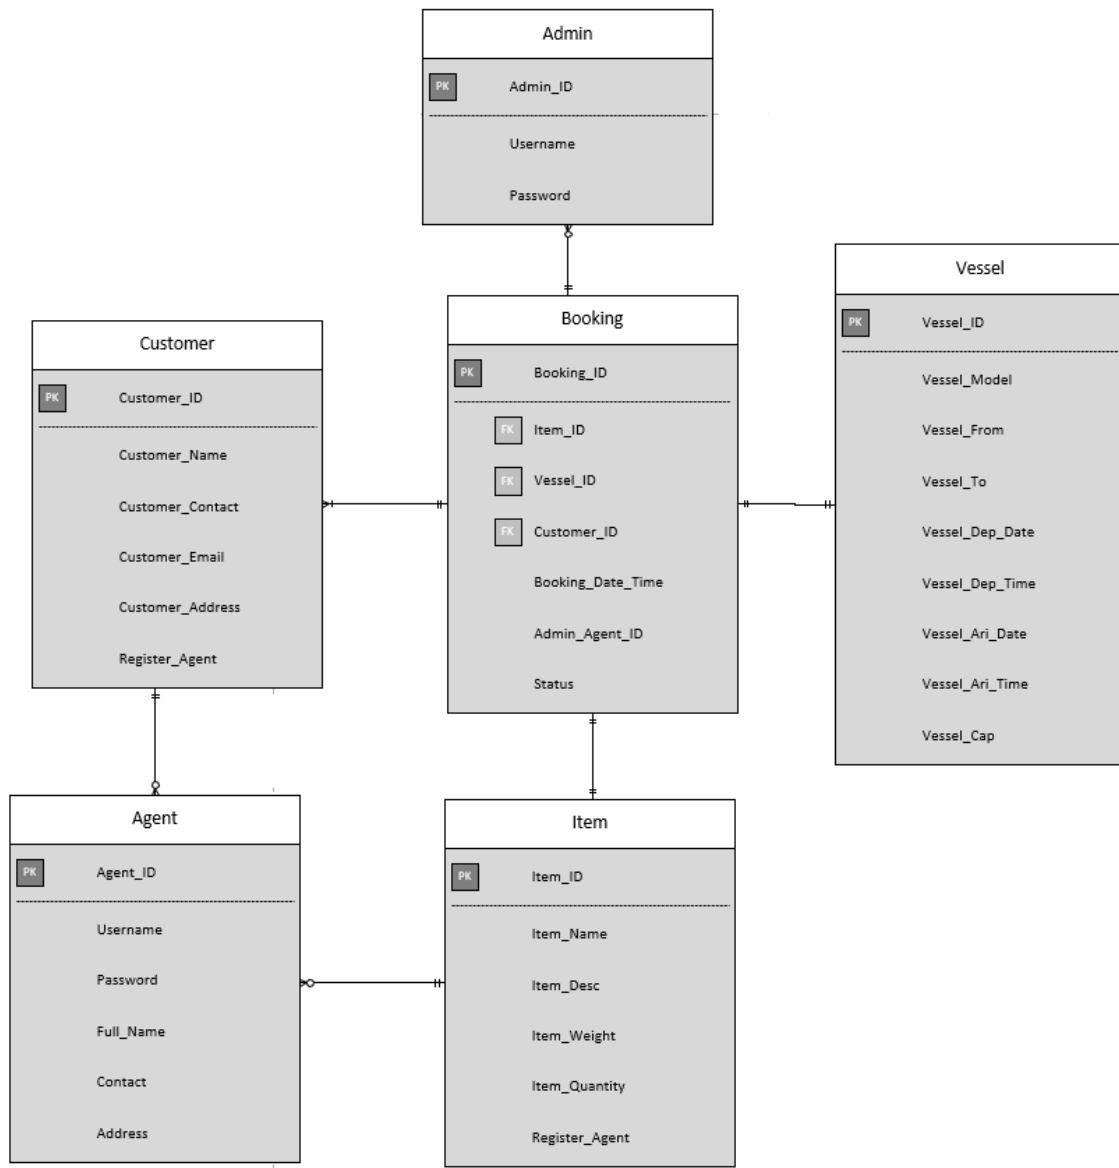 Admin
PK Admin_ID
Username
Password
Customer
PK Customer_ID
Customer_Name
Customer_Contact
Customer_Email
Customer_Address
Register_Agent
Booking
PK Booking_ID
FK Item_ID
FK Vessel_ID
FK Customer_ID
Booking_Date_Time
Admin_Agent_ID
Status
Vessel
PK Vessel_ID
Vessel_Model
Vessel_From
Vessel_To
Vessel_Dep_Date
Vessel_Dep_Time
Vessel_Ari_Date
Vessel_Ari_Time
Vessel_Cap
Agent
PK Agent_ID
Username
Password
Full_Name
Contact
Address
Item
PK Item_ID
Item_Name
Item_Desc
Item_Weight
Item_Quantity
Register_Agent